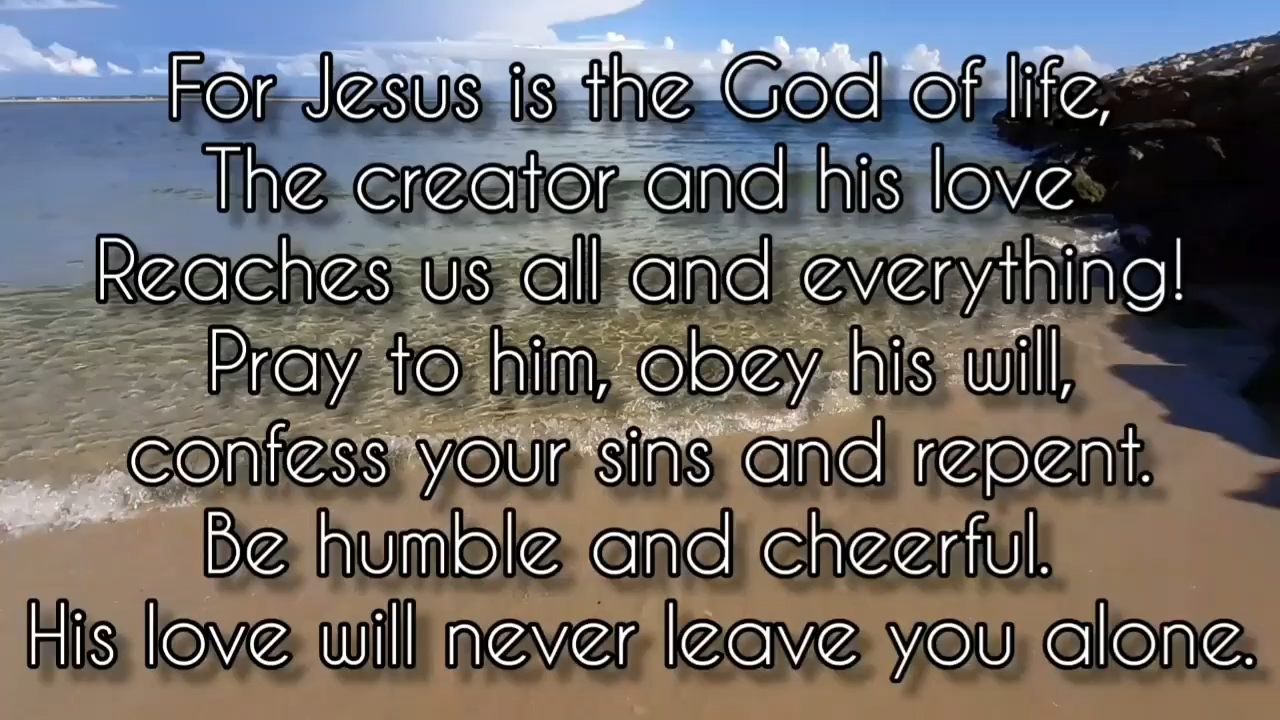 For Jesus is the God of life,
The creator and his love
Reaches us all and everything!
Pray to him, obey his will,
confess your sins and repent.
Be humble and cheerful.
His love will never leave you alone.